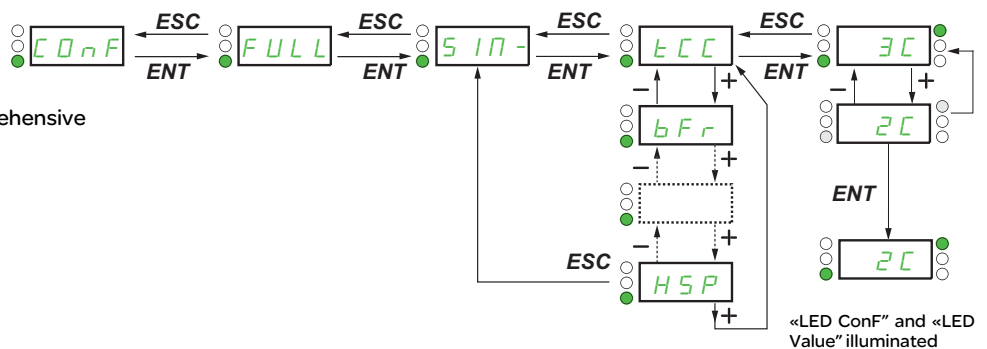 ESC ESC ESC ESC
COnF FULL SIM- tCC 3C
ENT ENT ENT ENT
- + - +
ehensive bFr 2C
- +
ENT
- +
ESC HSP 2C
+
«LED ConF” and «LED
Value” illuminated